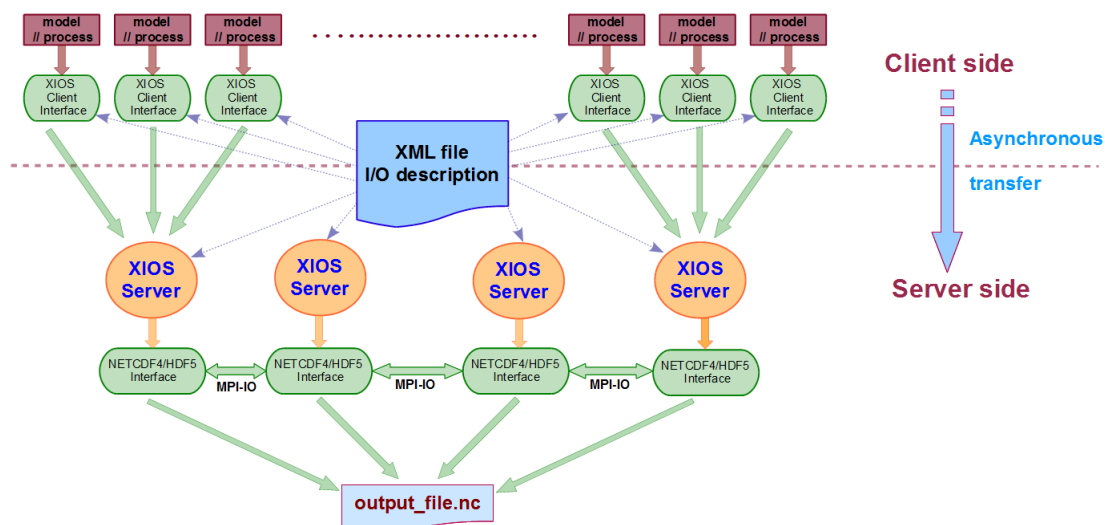 model
// process
model
// process
model
// process
model
// process
model
// process
model
// process
XIOS
Client
Interface
XIOS
Client
Interface
XIOS
Client
Interface
XIOS
Client
Interface
XIOS
Client
Interface
XIOS
Client
Interface
Client side
XML file
I/O description
Asynchronous
transfer
XIOS
Server
XIOS
Server
XIOS
Server
XIOS
Server
Server side
NETCDF4/HDF5
Interface
MPI-IO
NETCDF4/HDF5
Interface
MPI-IO
NETCDF4/HDF5
Interface
MPI-IO
NETCDF4/HDF5
Interface
output_file.nc